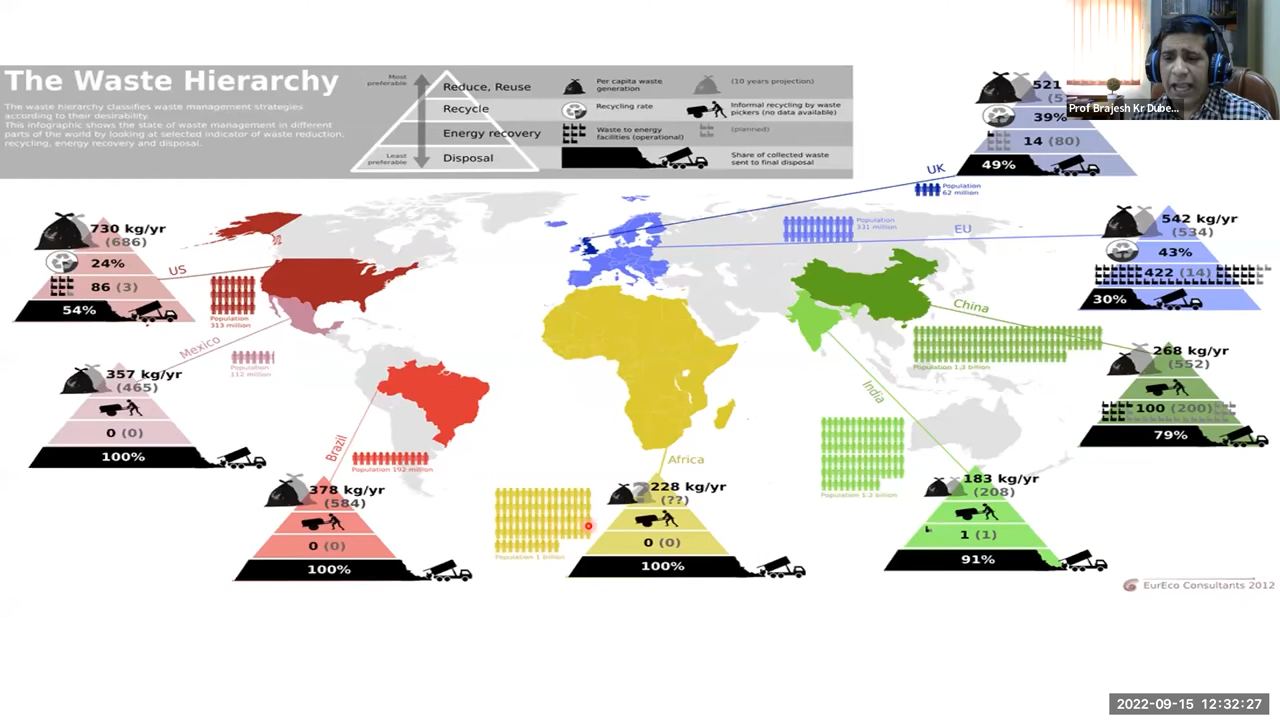 The Waste Hierarchy
The waste hierarchy classifies waste management strategies
according to their desirability.
This infographic shows the state of waste management in different
parts of the world by looking at selected indicator of waste reduction,
recycling, energy recovery and disposal.
Most
preferable
Least
preferable
Reduce, Reuse
Recycle
Energy recovery
Disposal
Per capita waste
generation
(10 years projection)
Recycling rate
Informal recycling by waste
pickers (no data available)
Waste to energy
facilities (operational)
(planned)
Share of collected waste
sent to final disposal
Prof Brajesh Kr Dube...
521
39%
14 (80)
49%
UK
Population
62 million
730 kg/yr
(686)
24%
86 (3)
54%
US
Population
313 million
Population
331 million
EU
542 kg/yr
(534)
43%
422 (14)
30%
Mexico
Population
112 million
357 kg/yr
(465)
0 (0)
100%
China
Population 1,3 billion
268 kg/yr
(552)
100 (200)
79%
Brazil
Population 192 million
378 kg/yr
(584)
0 (0)
100%
Africa
Population 1 Billion
?
228 kg/yr
(??)
0 (0)
100%
India
Population 1.2 billion
183 kg/yr
(208)
1 (1)
91%
EurEco Consultants 2012
2022-09-15 12:32:27